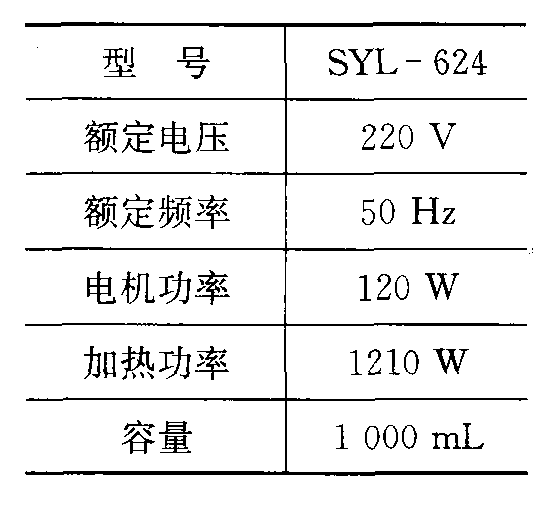 型 号 SYL-624
额定电压 220 V
额定频率 50 Hz
电机功率 120 W
加热功率 1210 W
容量 1 000 mL